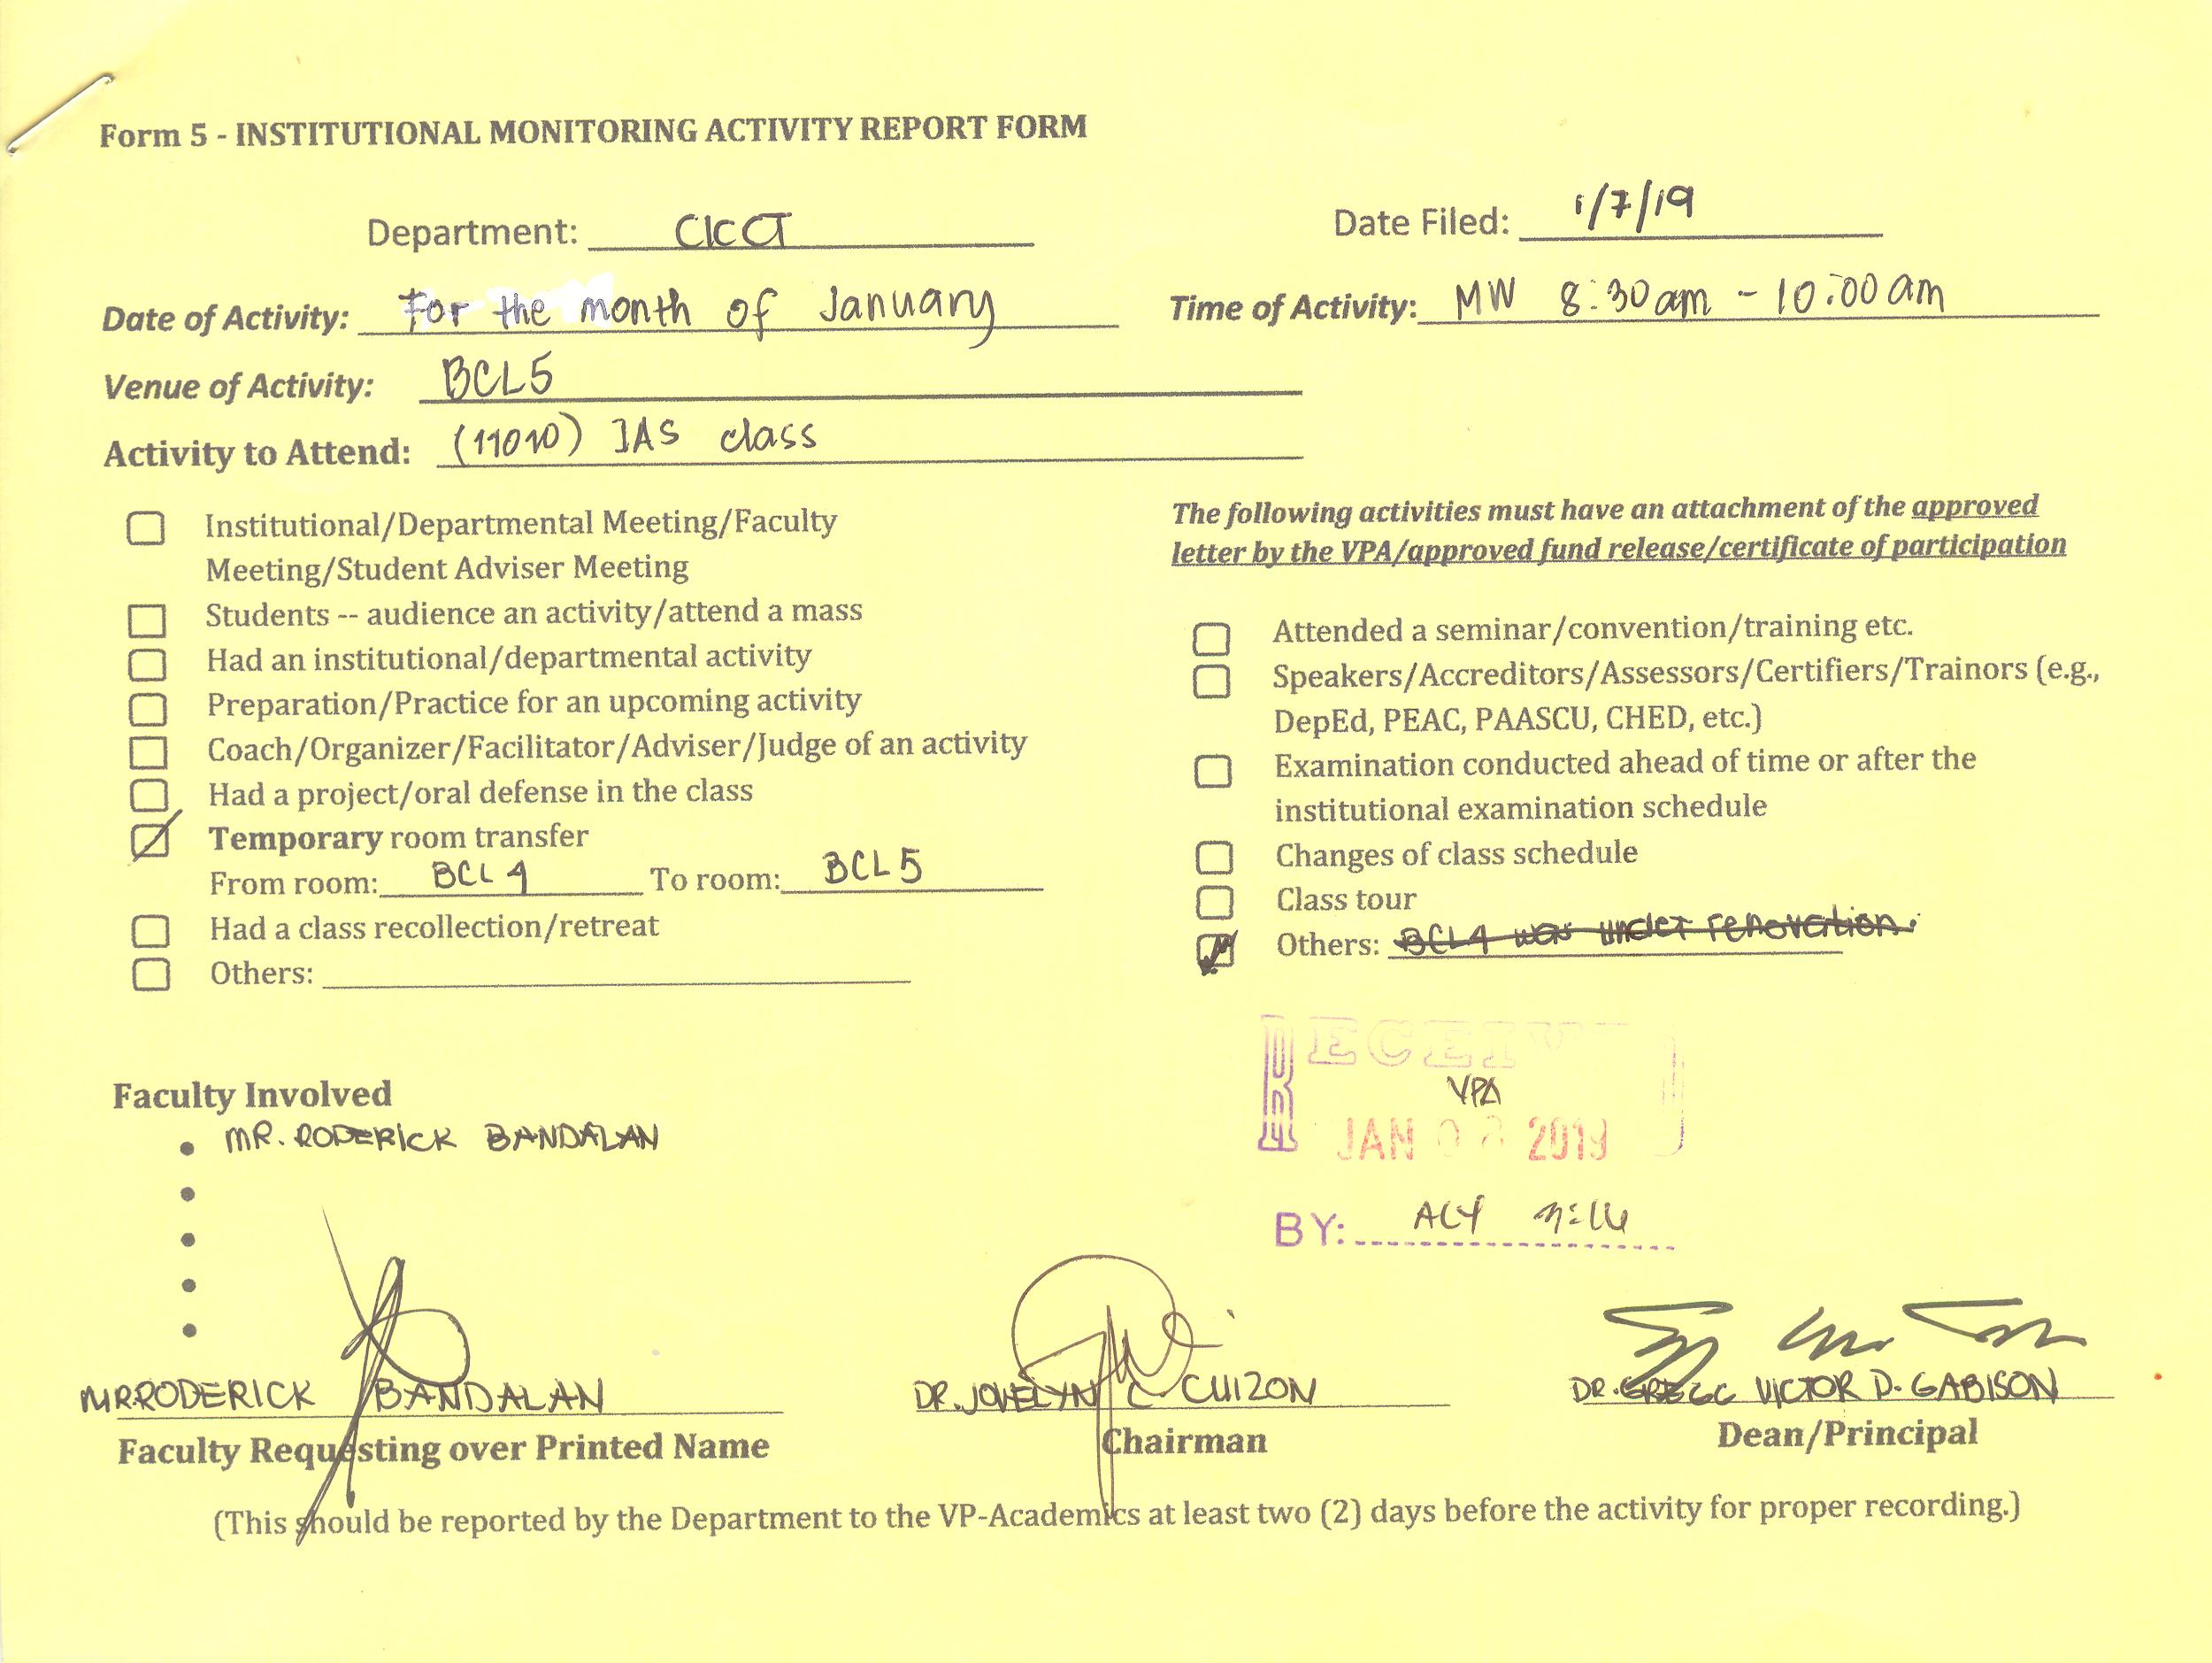 Form 5 - INSTITUTIONAL MONITORING ACTIVITY REPORT FORM
Department: CICCT
Date Filed: 1/7/19
Date of Activity: For the month of January
Time of Activity: MW 8:30am - 10:00am
Venue of Activity: BCL5
Activity to Attend: (11010) IAS class
Institutional/Departmental Meeting/Faculty
Meeting/Student Adviser Meeting
Students -- audience an activity/attend a mass
Had an institutional/departmental activity
Preparation/Practice for an upcoming activity
Coach/Organizer/Facilitator/Adviser/Judge of an activity
Had a project/oral defense in the class
Temporary room transfer
From room: BCL 4 To room: BCL 5
Had a class recollection/retreat
Others:
The following activities must have an attachment of the approved
letter by the VPA/approved fund release/certificate of participation
Attended a seminar/convention/training etc.
Speakers/Accreditors/Assessors/Certifiers/Trainors (e.g.,
DepEd, PEAC, PAASCU, CHED, etc.)
Examination conducted ahead of time or after the
institutional examination schedule
Changes of class schedule
Class tour
Others: BCL4 was under renovation.
RECEIV
VPA
JAN 2019
BY: ACY
Faculty Involved
MR. RODERICK BANDALAN
MR.RODERICK BANDALAN
Faculty Requesting over Printed Name
DR. JOVELYN C CUIZON
Chairman
DR. GREGG VICTOR D. GABISON
Dean/Principal
(This should be reported by the Department to the VP-Academics at least two (2) days before the activity for proper recording.)